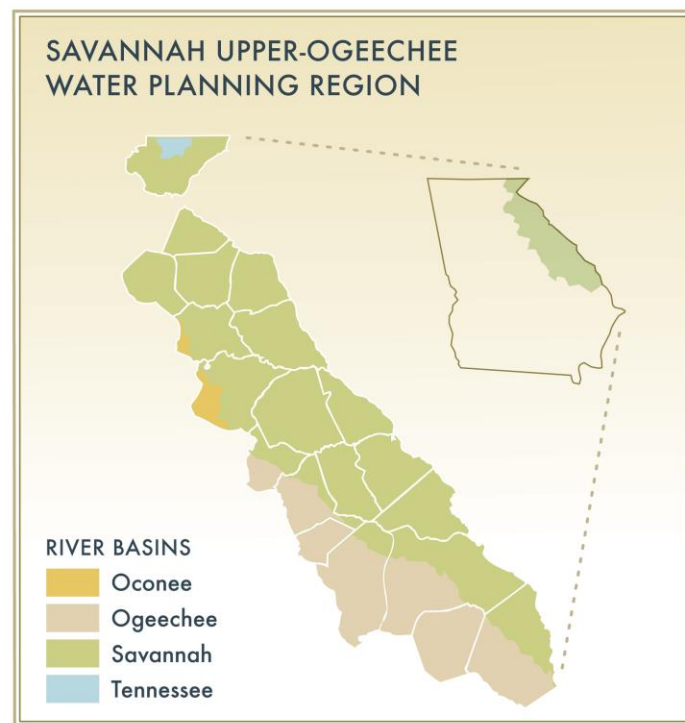 SAVANNAH UPPER-OGEECHEE
WATER PLANNING REGION
RIVER BASINS
Oconee
Ogeechee
Savannah
Tennessee